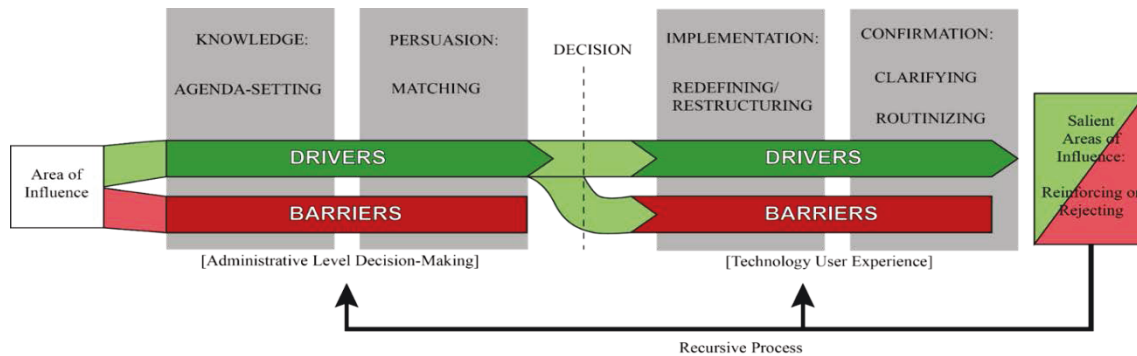 KNOWLEDGE:
AGENDA-SETTING
PERSUASION:
MATCHING
DECISION
IMPLEMENTATION:
REDEFINING/
RESTRUCTURING
CONFIRMATION:
CLARIFYING
ROUTINIZING
Area of
Influence
DRIVERS
BARRIERS
DRIVERS
BARRIERS
Salient
Areas of
Influence:
Reinforcing or
Rejecting
[Administrative Level Decision-Making]
[Technology User Experience]
Recursive Process